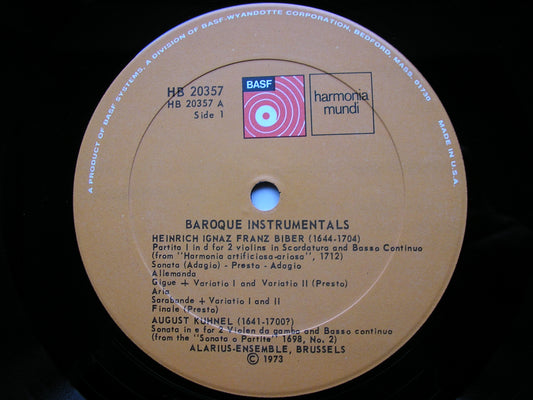 A PRODUCT OF BASF SYSTEMS, A DIVISION OF BASF-WYANDOTTE CORPORATION, BEDFORD, MASS. 01730
MADE IN U.S.A.
HB 20357
HB 20357 A
Side 1
BASF
harmonia
mundi
BAROQUE INSTRUMENTALS
HEINRICH IGNAZ FRANZ BIBER (1644-1704)
Partita I in d for 2 violins in Scordatura and Basso Continuo
(from "Harmonia artificioso-ariosa", 1712)
Sonata (Adagio) - Presto - Adagio
Allemonda
Gigue + Variatio I and Variatio II (Presto)
Aria
Sarabande + Variatio I and II
Finale (Presto)
AUGUST KÜHNEL (1641-1700?)
Sonata in e for 2 Violen da gamba and Basso continuo
(from the "Sonata o Partite" 1698, No. 2)
ALARIUS-ENSEMBLE, BRUSSELS
© 1973